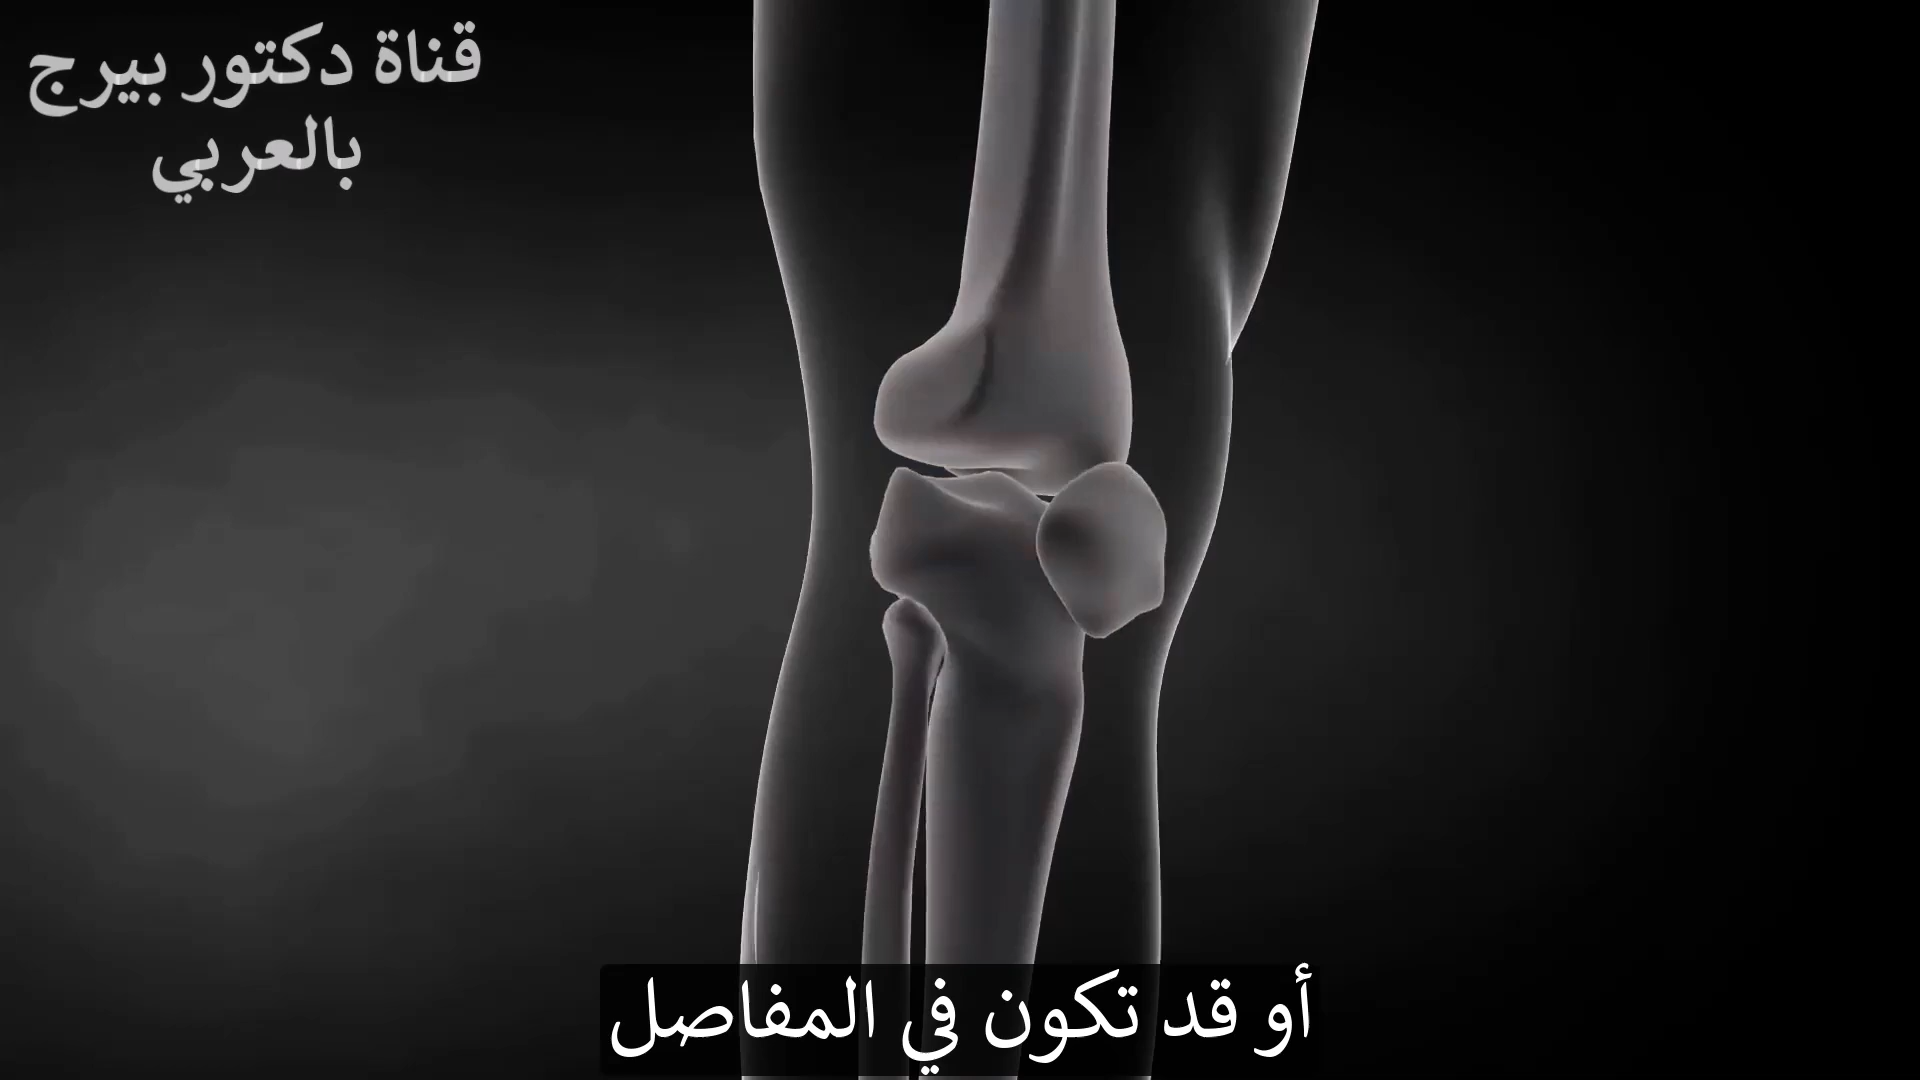 قناة دكتور بيرج
بالعربي
أو قد تكون في المفاصل